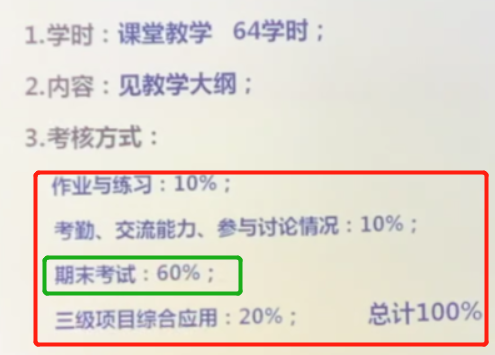 1.学时：课堂教学 64学时；
2.内容：见教学大纲；
3.考核方式：
作业与练习：10%；
考勤、交流能力、参与讨论情况：10%；
期末考试：60%；
三级项目综合应用：20%； 总计100%